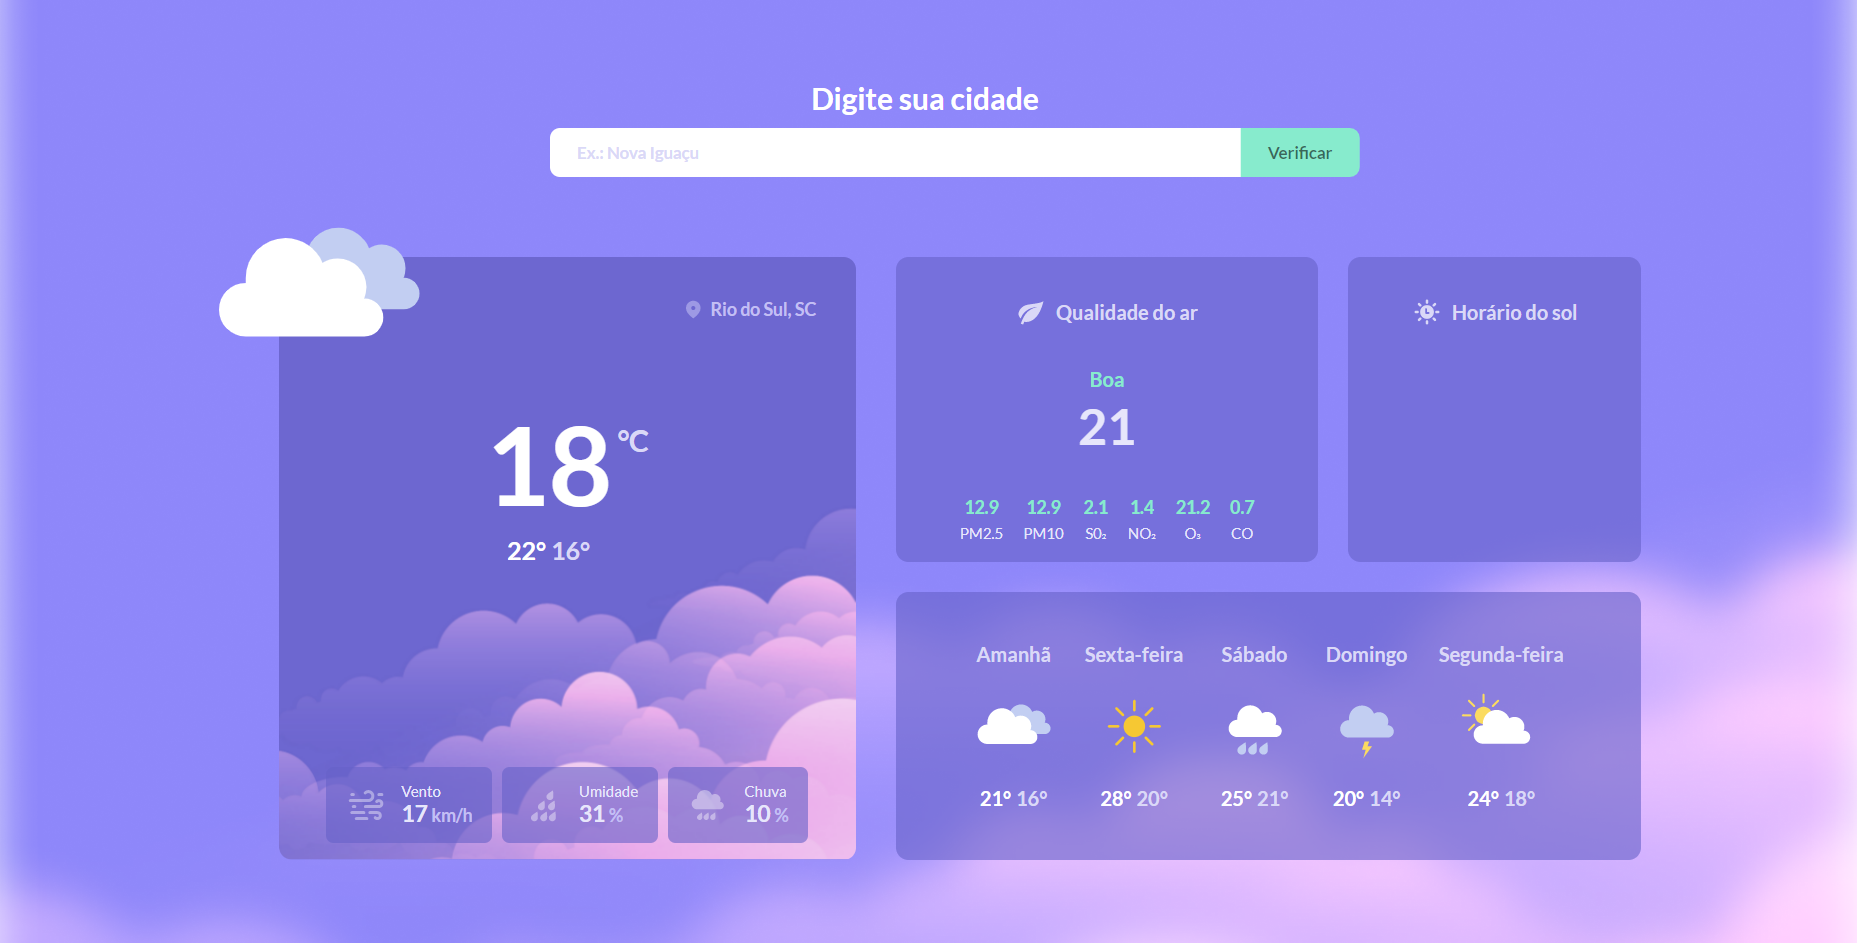 Digite sua cidade
Ex.: Nova Iguaçu
Verificar
Rio do Sul, SC
18 °C
22° 16°
Vento
17 km/h
Umidade
31 %
Chuva
10 %
Qualidade do ar
Boa
21
12.9 12.9 2.1 1.4 21.2 0.7
PM2.5 PM10 S0₂ NO₂ O₃ CO
Horário do sol
Amanhã Sexta-feira Sábado Domingo Segunda-feira
21° 16° 28° 20° 25° 21° 20° 14° 24° 18°